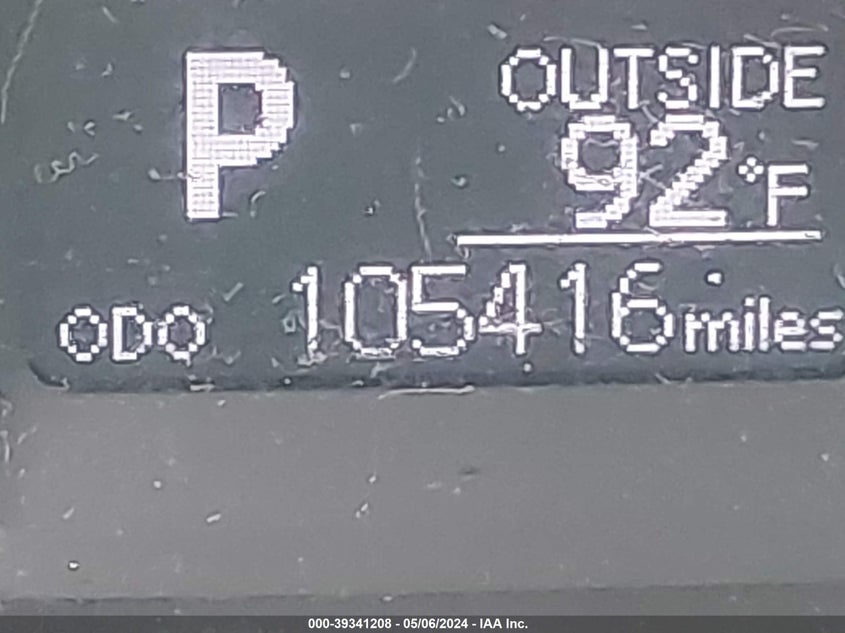 P
OUTSIDE
92°F
ODO 105416 miles
000-39341208 - 05/06/2024 - IAA Inc.